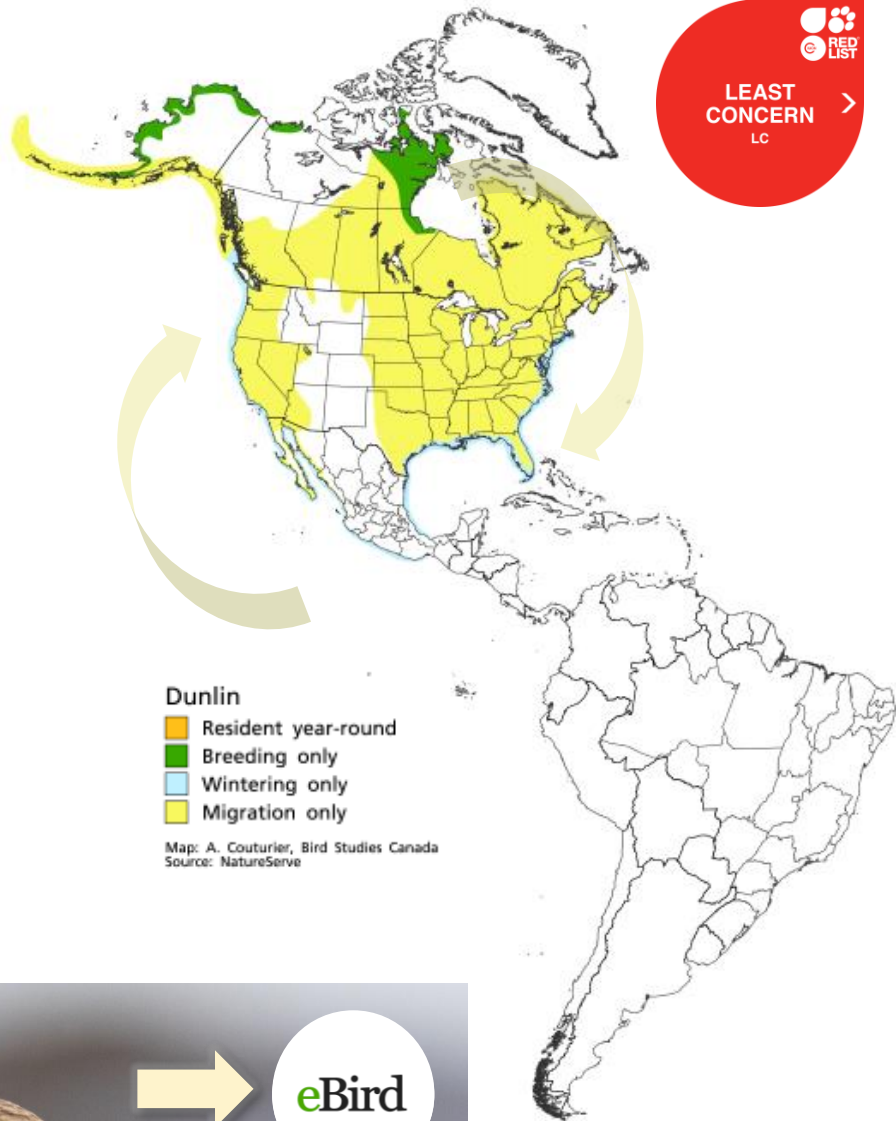 RED
LIST
LEAST
CONCERN
LC
Dunlin
Resident year-round
Breeding only
Wintering only
Migration only
Map: A. Couturier, Bird Studies Canada
Source: NatureServe
eBird